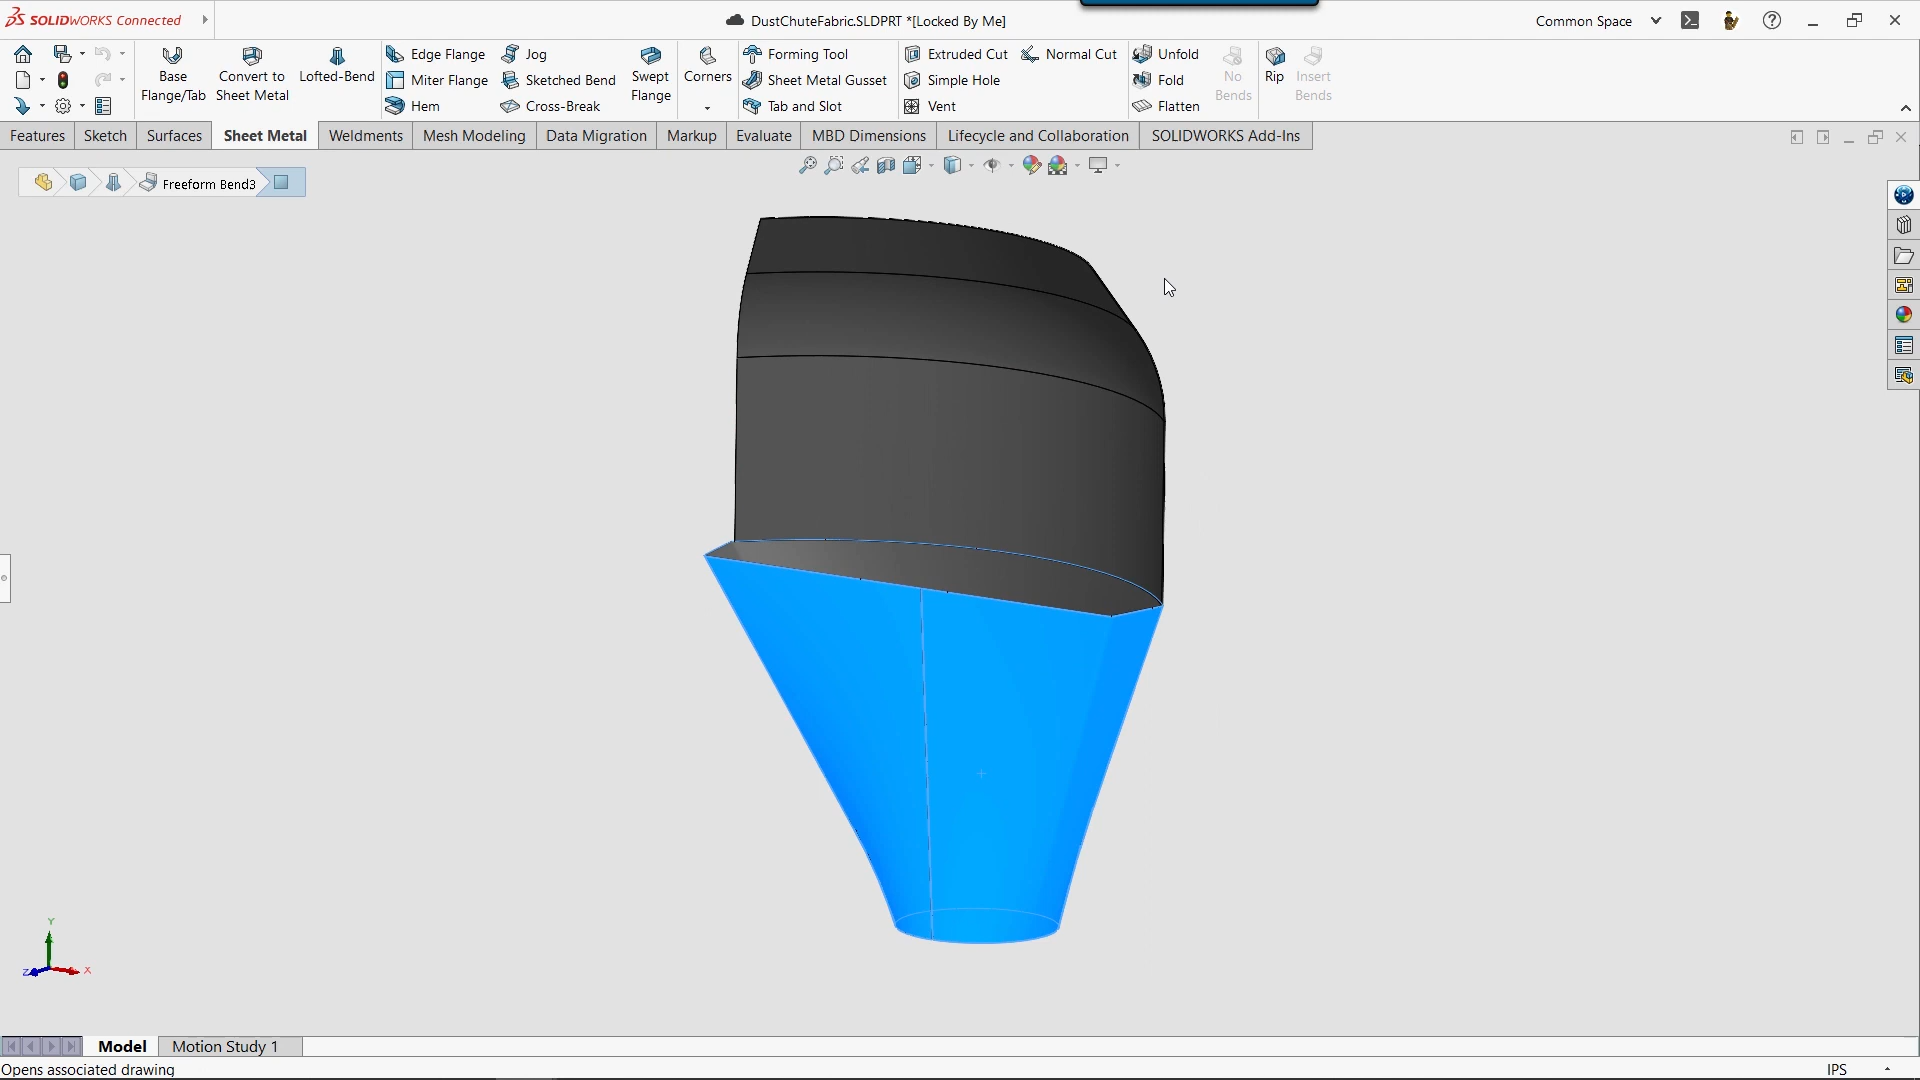 SOLIDWORKS Connected
DustChuteFabric.SLDPRT *[Locked By Me]
Common Space
Base Flange/Tab
Convert to Sheet Metal
Lofted-Bend
Edge Flange
Miter Flange
Hem
Jog
Sketched Bend
Cross-Break
Swept Flange
Corners
Forming Tool
Sheet Metal Gusset
Tab and Slot
Extruded Cut
Simple Hole
Vent
Normal Cut
Unfold
Fold
Flatten
No Bends
Rip
Insert Bends
Features
Sketch
Surfaces
Sheet Metal
Weldments
Mesh Modeling
Data Migration
Markup
Evaluate
MBD Dimensions
Lifecycle and Collaboration
SOLIDWORKS Add-Ins
Freeform Bend3
Y
Z
X
Model
Motion Study 1
Opens associated drawing
IPS